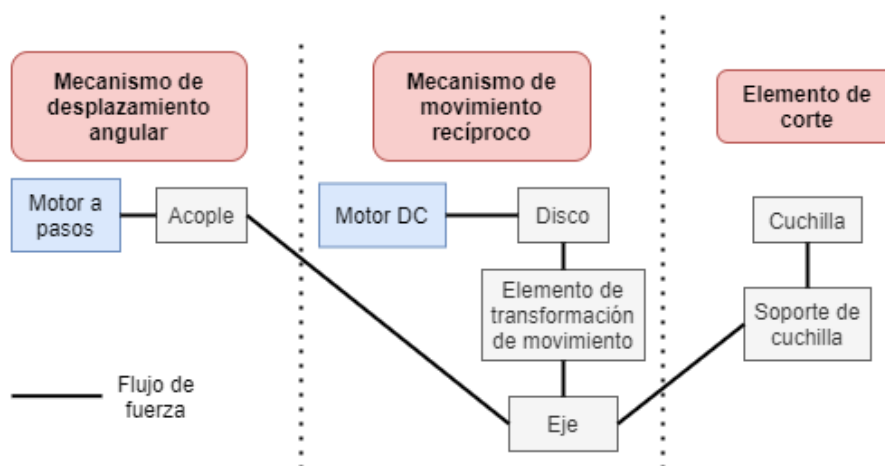 Mecanismo de
desplazamiento
angular
Mecanismo de
movimiento
recíproco
Elemento de
corte
Motor a
pasos
Acople
Motor DC
Disco
Cuchilla
Elemento de
transformación
de movimiento
Soporte de
cuchilla
Flujo de
fuerza
Eje